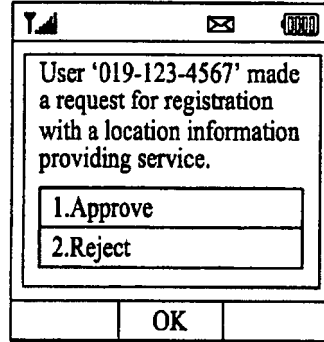 User ‘019-123-4567’ made
a request for registration
with a location information
providing service.
1.Approve
2.Reject
OK